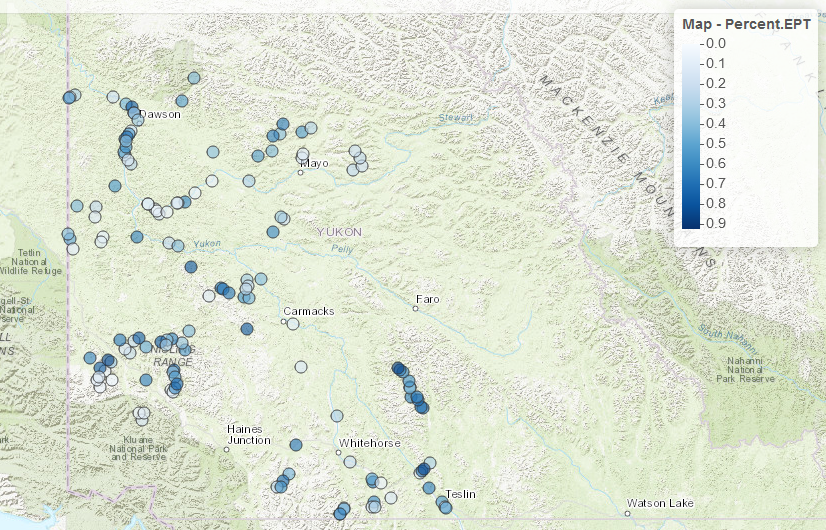 Map - Percent.EPT
0.0
0.1
0.2
0.3
0.4
0.5
0.6
0.7
0.8
0.9
MACKENZIE MOUNTAINS
Dawson
Stewart
Mayo
YUKON
Yukon
Pelly
Tetlin
National
Wildlife Refuge
Faro
Carmacks
RANGE
South Nahanni
Nahanni
National
Park Reserve
Haines
Junction
Kluane
National Park
and Reserve
Whitehorse
Teslin
Watson Lake